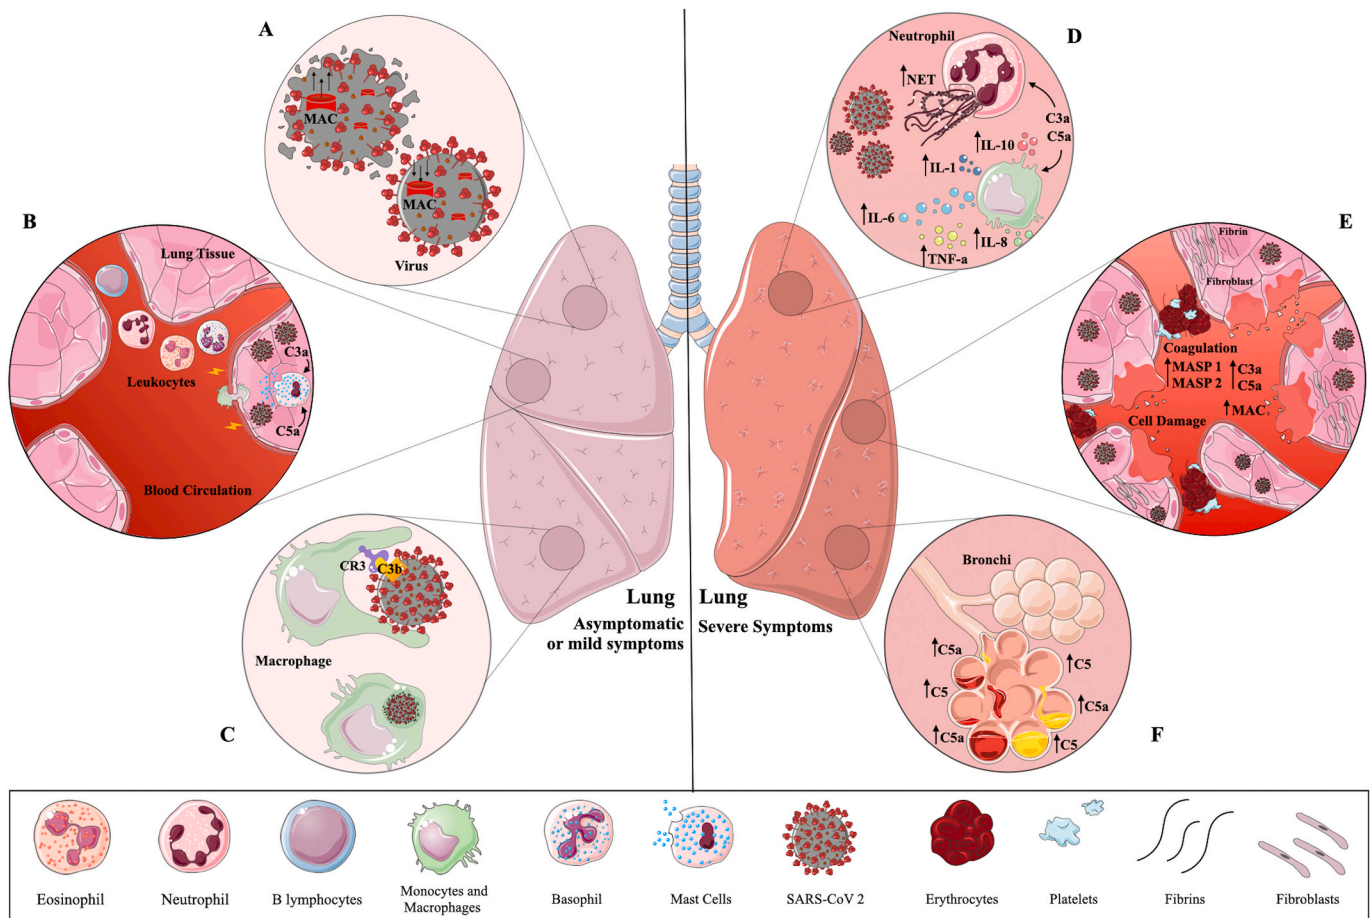 A
MAC
MAC
Virus
B
Lung Tissue
Leukocytes
C3a
C5a
Blood Circulation
CR3
C3b
Macrophage
C
Lung
Asymptomatic
or mild symptoms
Lung
Severe Symptoms
D
Neutrophil
↑NET
C3a
C5a
↑IL-10
↑IL-1
↑IL-6
↑IL-8
↑TNF-a
E
Fibrin
Fibroblast
Coagulation
↑MASP 1
MASP 2
↑C3a
C5a
↑MAC
Cell Damage
Bronchi
↑C5a
↑C5
↑C5
↑C5a
↑C5a
↑C5
F
Eosinophil
Neutrophil
B lymphocytes
Monocytes and
Macrophages
Basophil
Mast Cells
SARS-CoV 2
Erythrocytes
Platelets
Fibrins
Fibroblasts